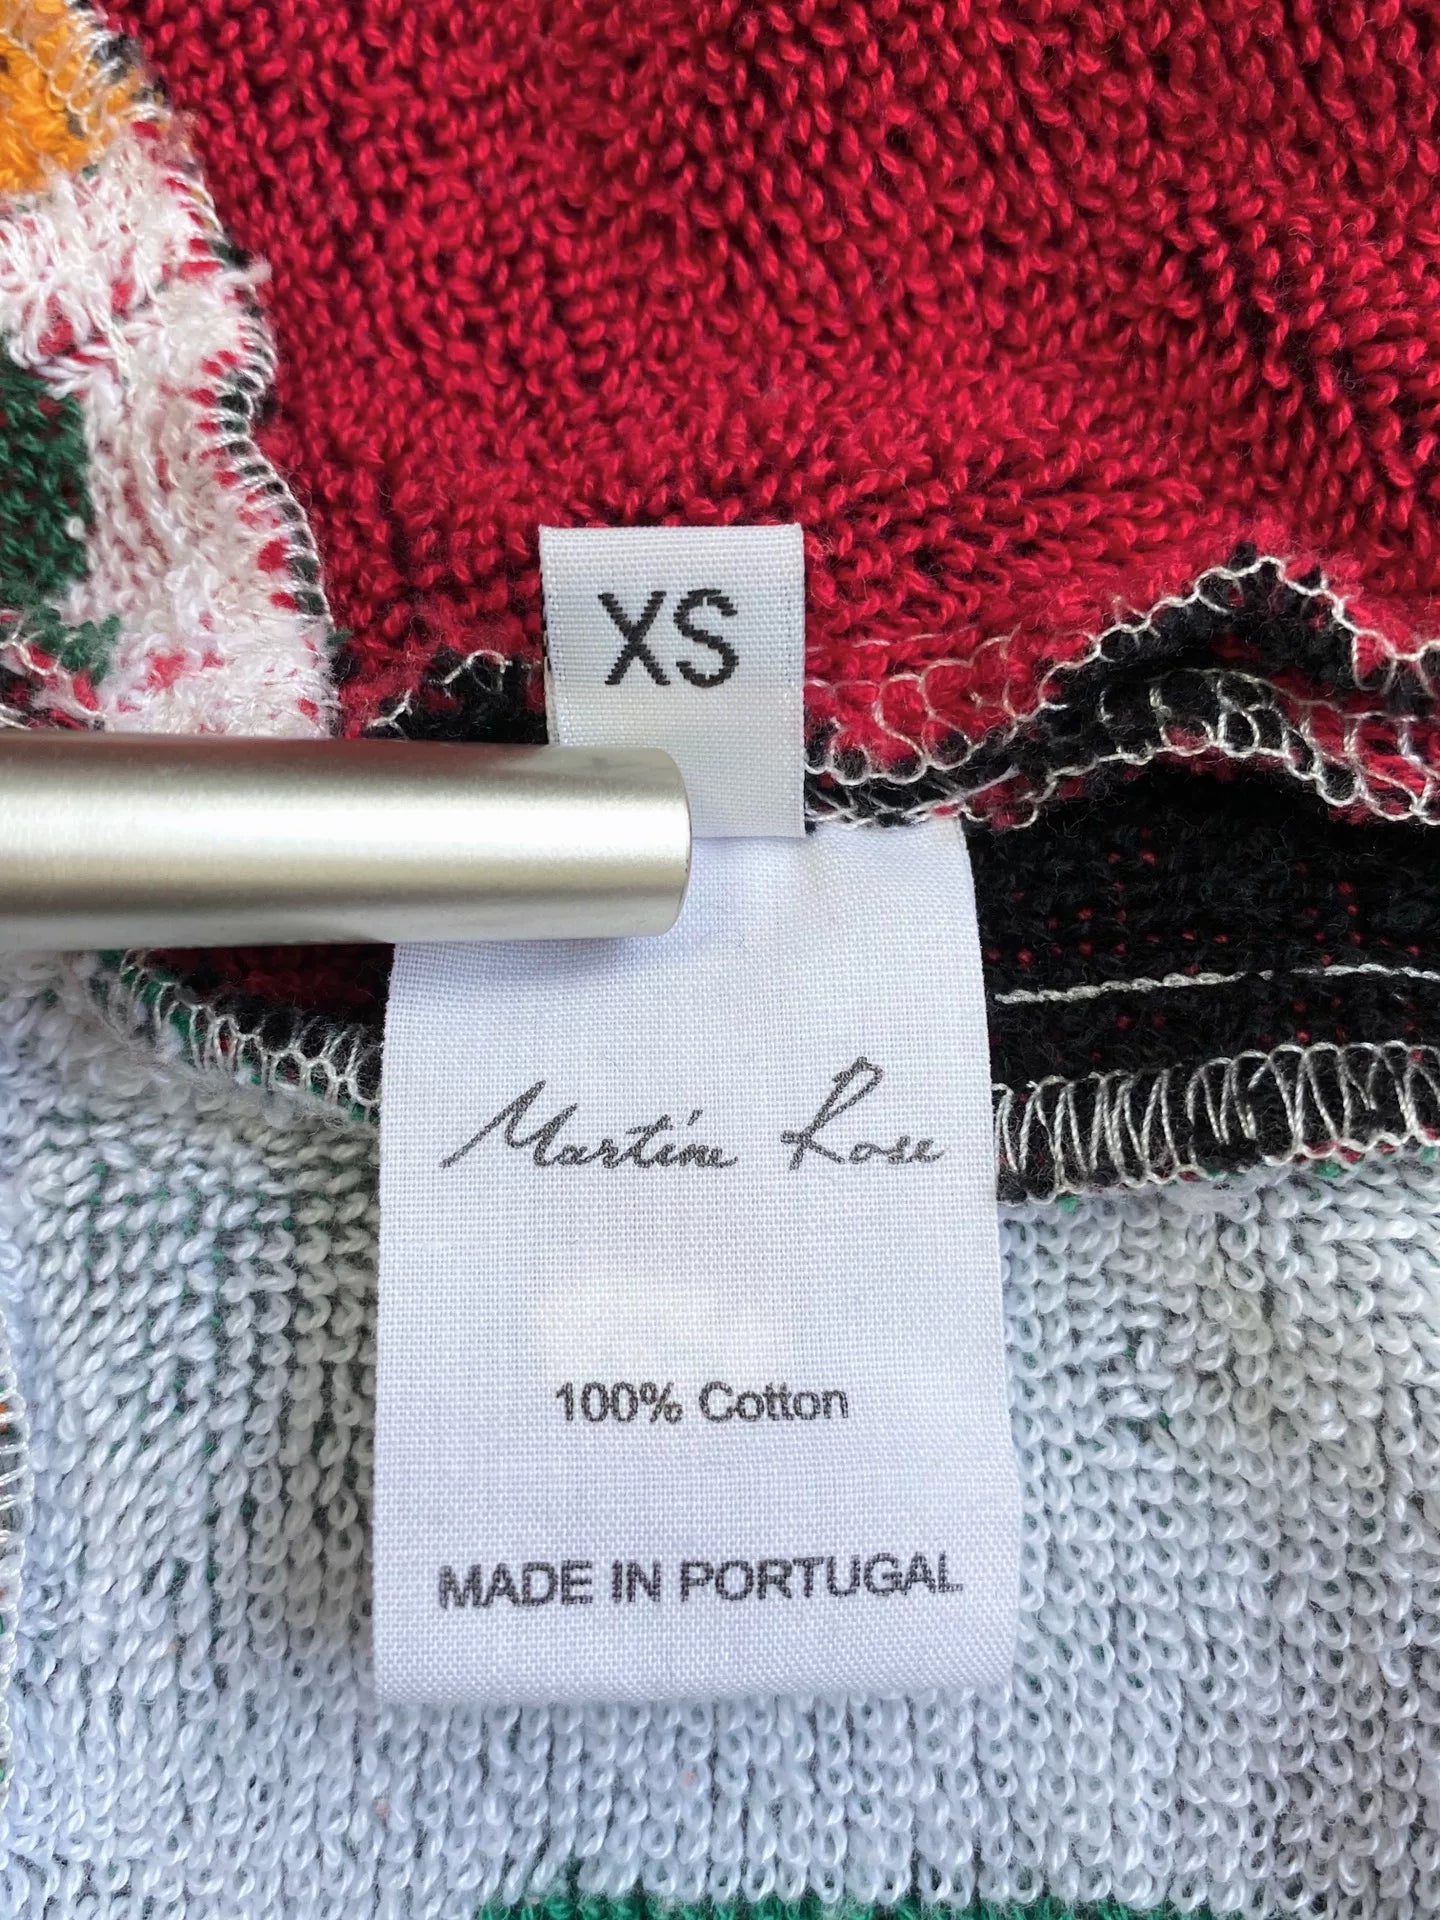 XS
Martine Rose
100% Cotton
MADE IN PORTUGAL